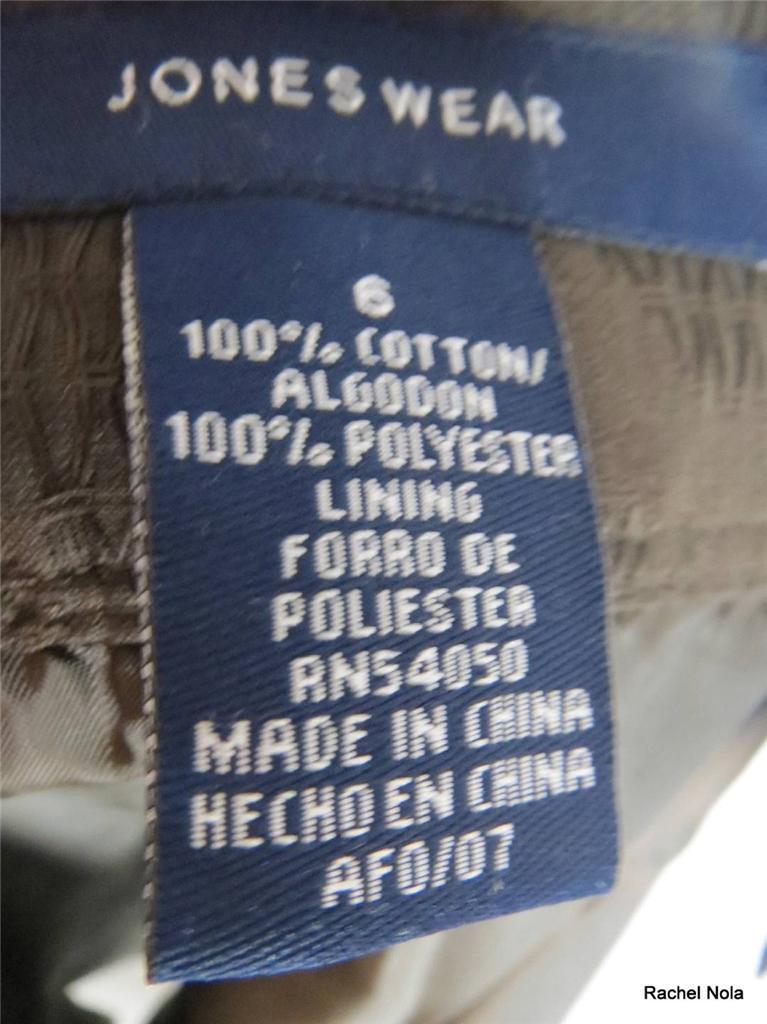 JONES WEAR
6
100% COTTON/
ALGODON
100% POLYESTER
LINING
FORRO DE
POLIESTER
RN54050
MADE IN CHINA
HECHO EN CHINA
AFO/07
Rachel Nola